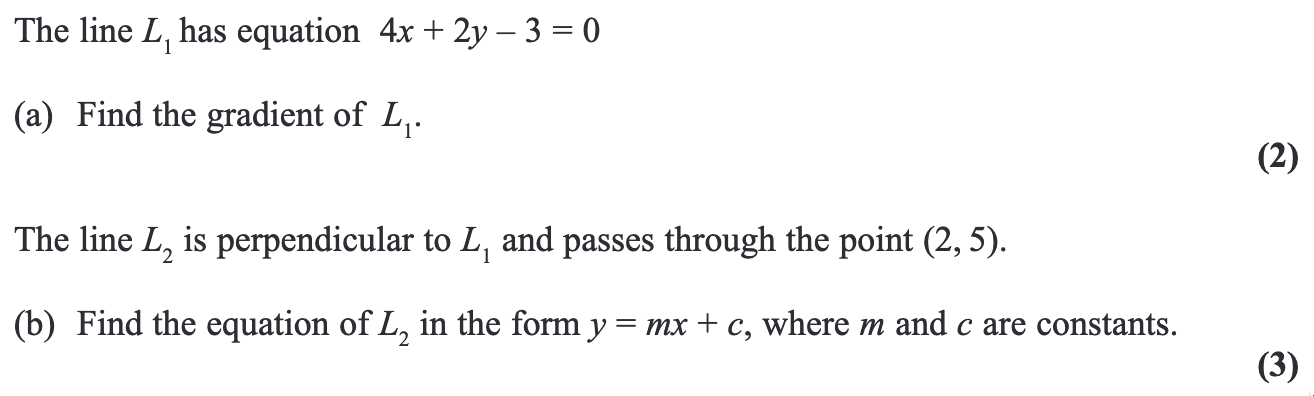 The line L₁ has equation 4x + 2y – 3 = 0
(a) Find the gradient of L₁.
(2)
The line L₂ is perpendicular to L₁ and passes through the point (2, 5).
(b) Find the equation of L₂ in the form y = mx + c, where m and c are constants.
(3)